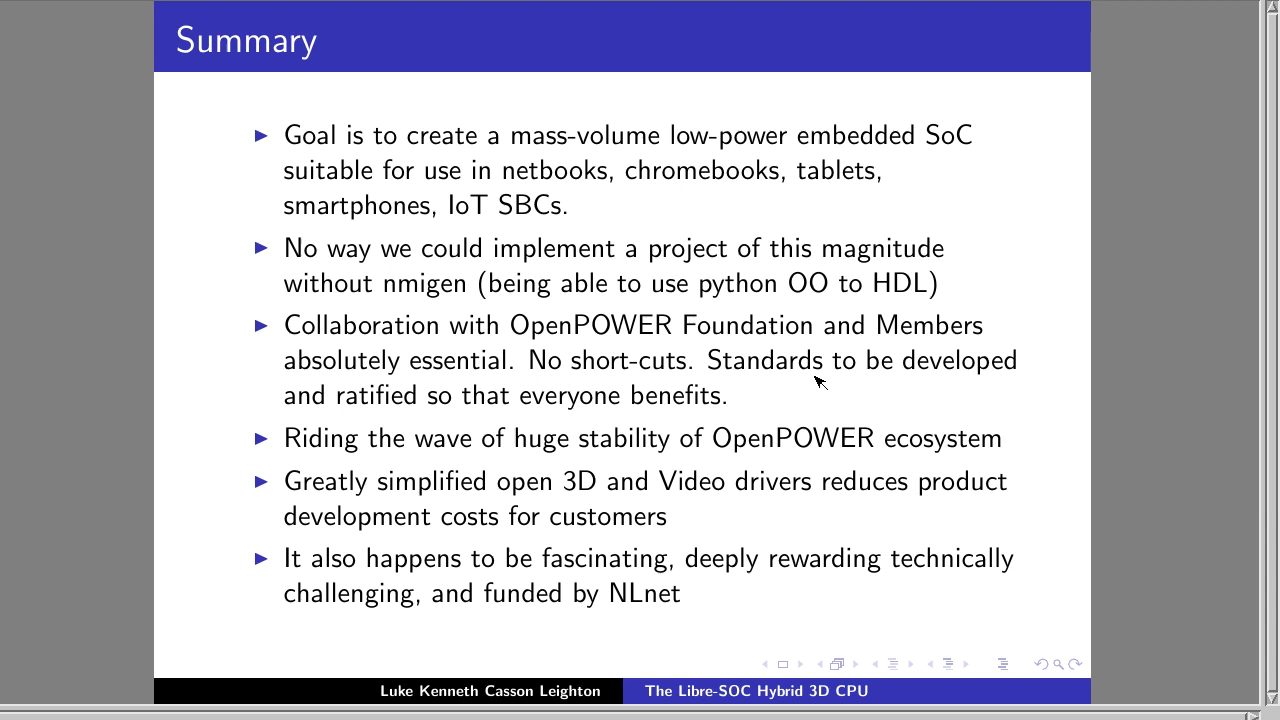 Summary
Goal is to create a mass-volume low-power embedded SoC
suitable for use in netbooks, chromebooks, tablets,
smartphones, IoT SBCs.
No way we could implement a project of this magnitude
without nmigen (being able to use python OO to HDL)
Collaboration with OpenPOWER Foundation and Members
absolutely essential. No short-cuts. Standards to be developed
and ratified so that everyone benefits.
Riding the wave of huge stability of OpenPOWER ecosystem
Greatly simplified open 3D and Video drivers reduces product
development costs for customers
It also happens to be fascinating, deeply rewarding technically
challenging, and funded by NLnet
Luke Kenneth Casson Leighton
The Libre-SOC Hybrid 3D CPU